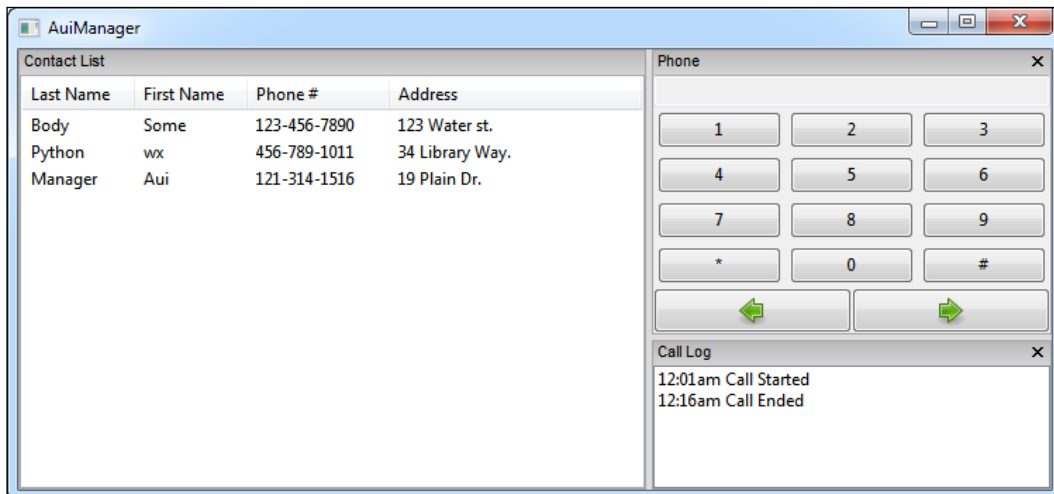 AuiManager
Contact List
Last Name First Name Phone # Address
Body Some 123-456-7890 123 Water st.
Python wx 456-789-1011 34 Library Way.
Manager Aui 121-314-1516 19 Plain Dr.
Phone
1 2 3
4 5 6
7 8 9
* 0 #
Call Log
12:01am Call Started
12:16am Call Ended